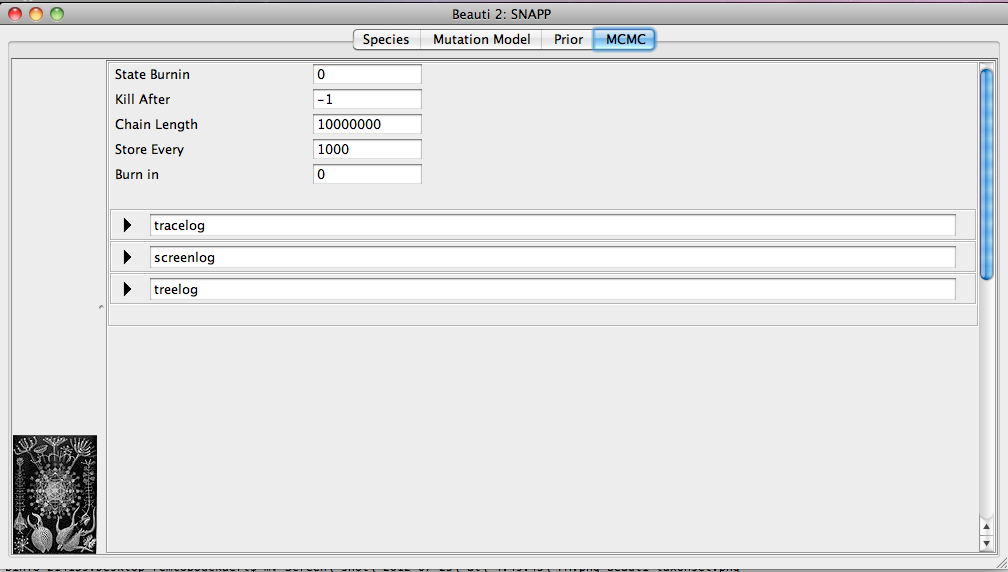 Beauti 2: SNAPP
Species Mutation Model Prior MCMC
State Burnin 0
Kill After -1
Chain Length 10000000
Store Every 1000
Burn in 0
tracelog
screenlog
treelog